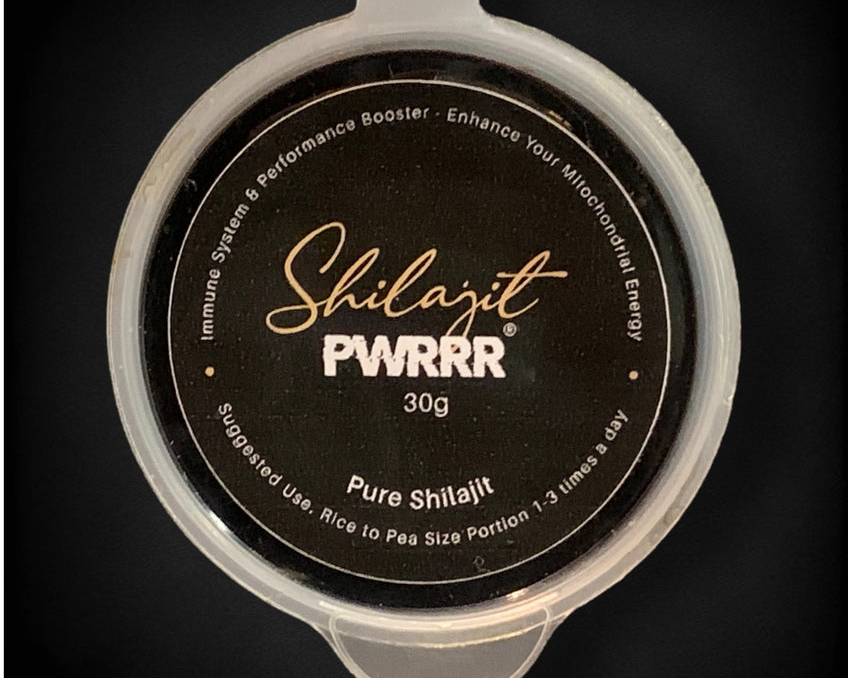 Immune System & Performance Booster · Enhance Your Mitochondrial Energy
Shilajit
PWRRR®
30g
Pure Shilajit
Suggested Use, Rice to Pea Size Portion 1-3 times a day